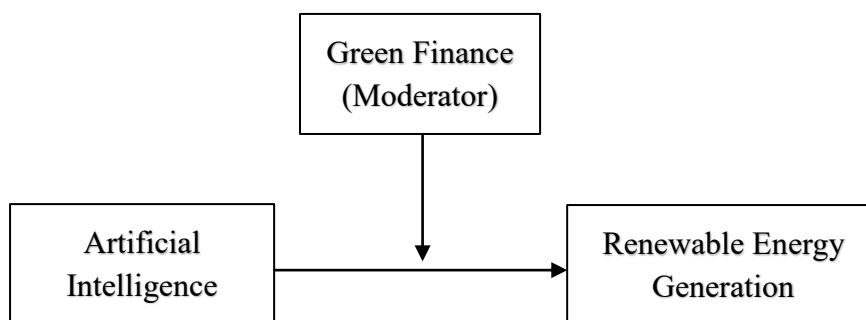 Green Finance
(Moderator)
Artificial
Intelligence
Renewable Energy
Generation